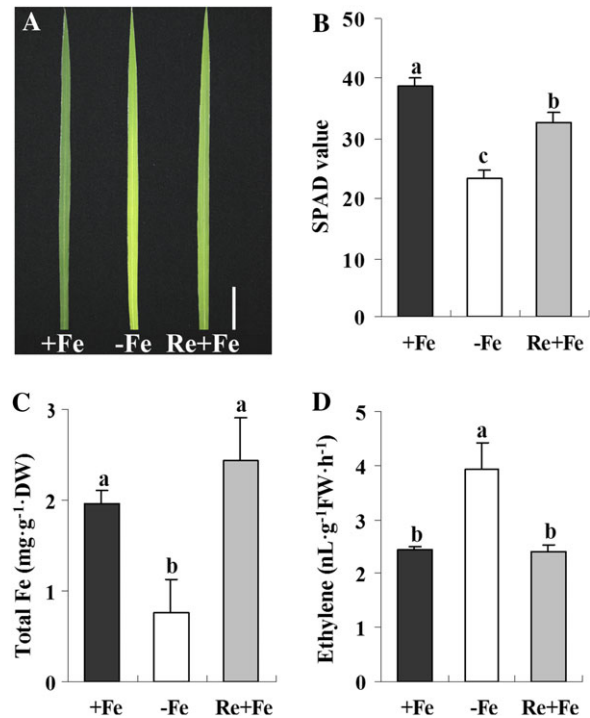 A
+Fe -Fe Re+Fe
B
SPAD value
50
40
30
20
10
0
a
c
b
+Fe -Fe Re+Fe
C
Total Fe (mg·g⁻¹·DW)
3
2
1
0
a
b
a
+Fe -Fe Re+Fe
D
Ethylene (nL·g⁻¹FW·h⁻¹)
5
4
3
2
1
0
b
a
b
+Fe -Fe Re+Fe